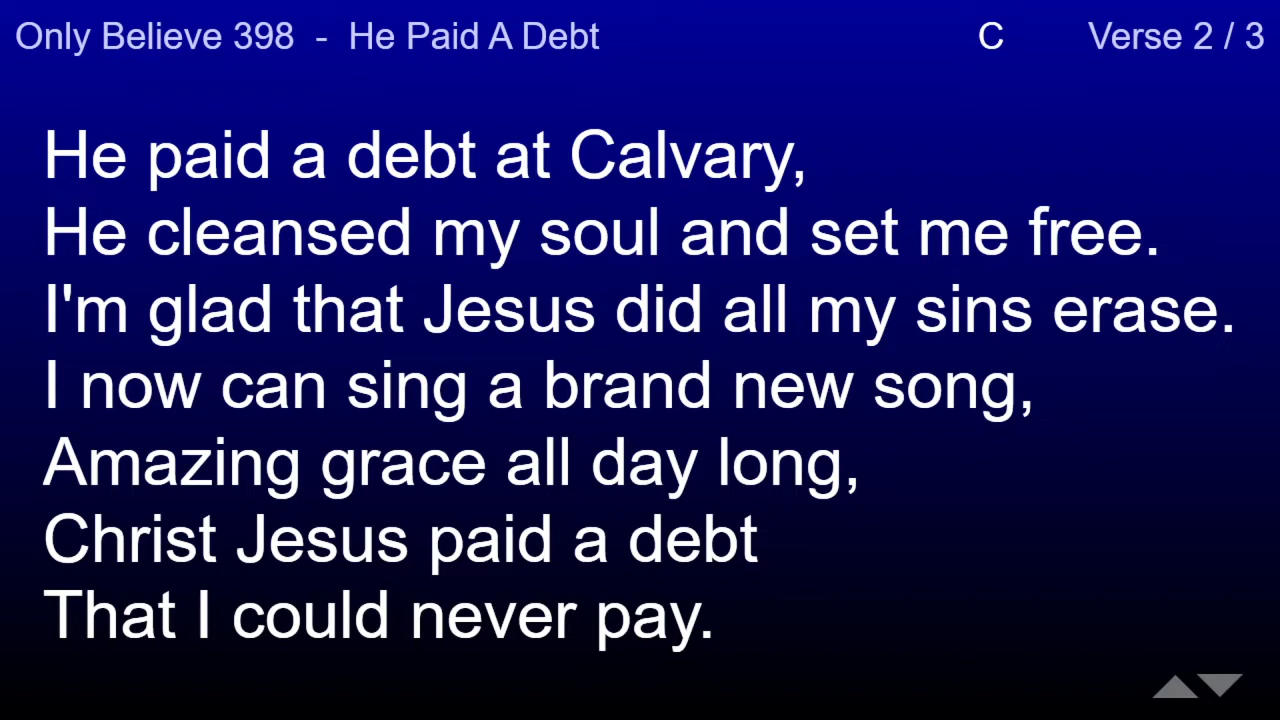 Only Believe 398 - He Paid A Debt C Verse 2 / 3
He paid a debt at Calvary,
He cleansed my soul and set me free.
I'm glad that Jesus did all my sins erase.
I now can sing a brand new song,
Amazing grace all day long,
Christ Jesus paid a debt
That I could never pay.